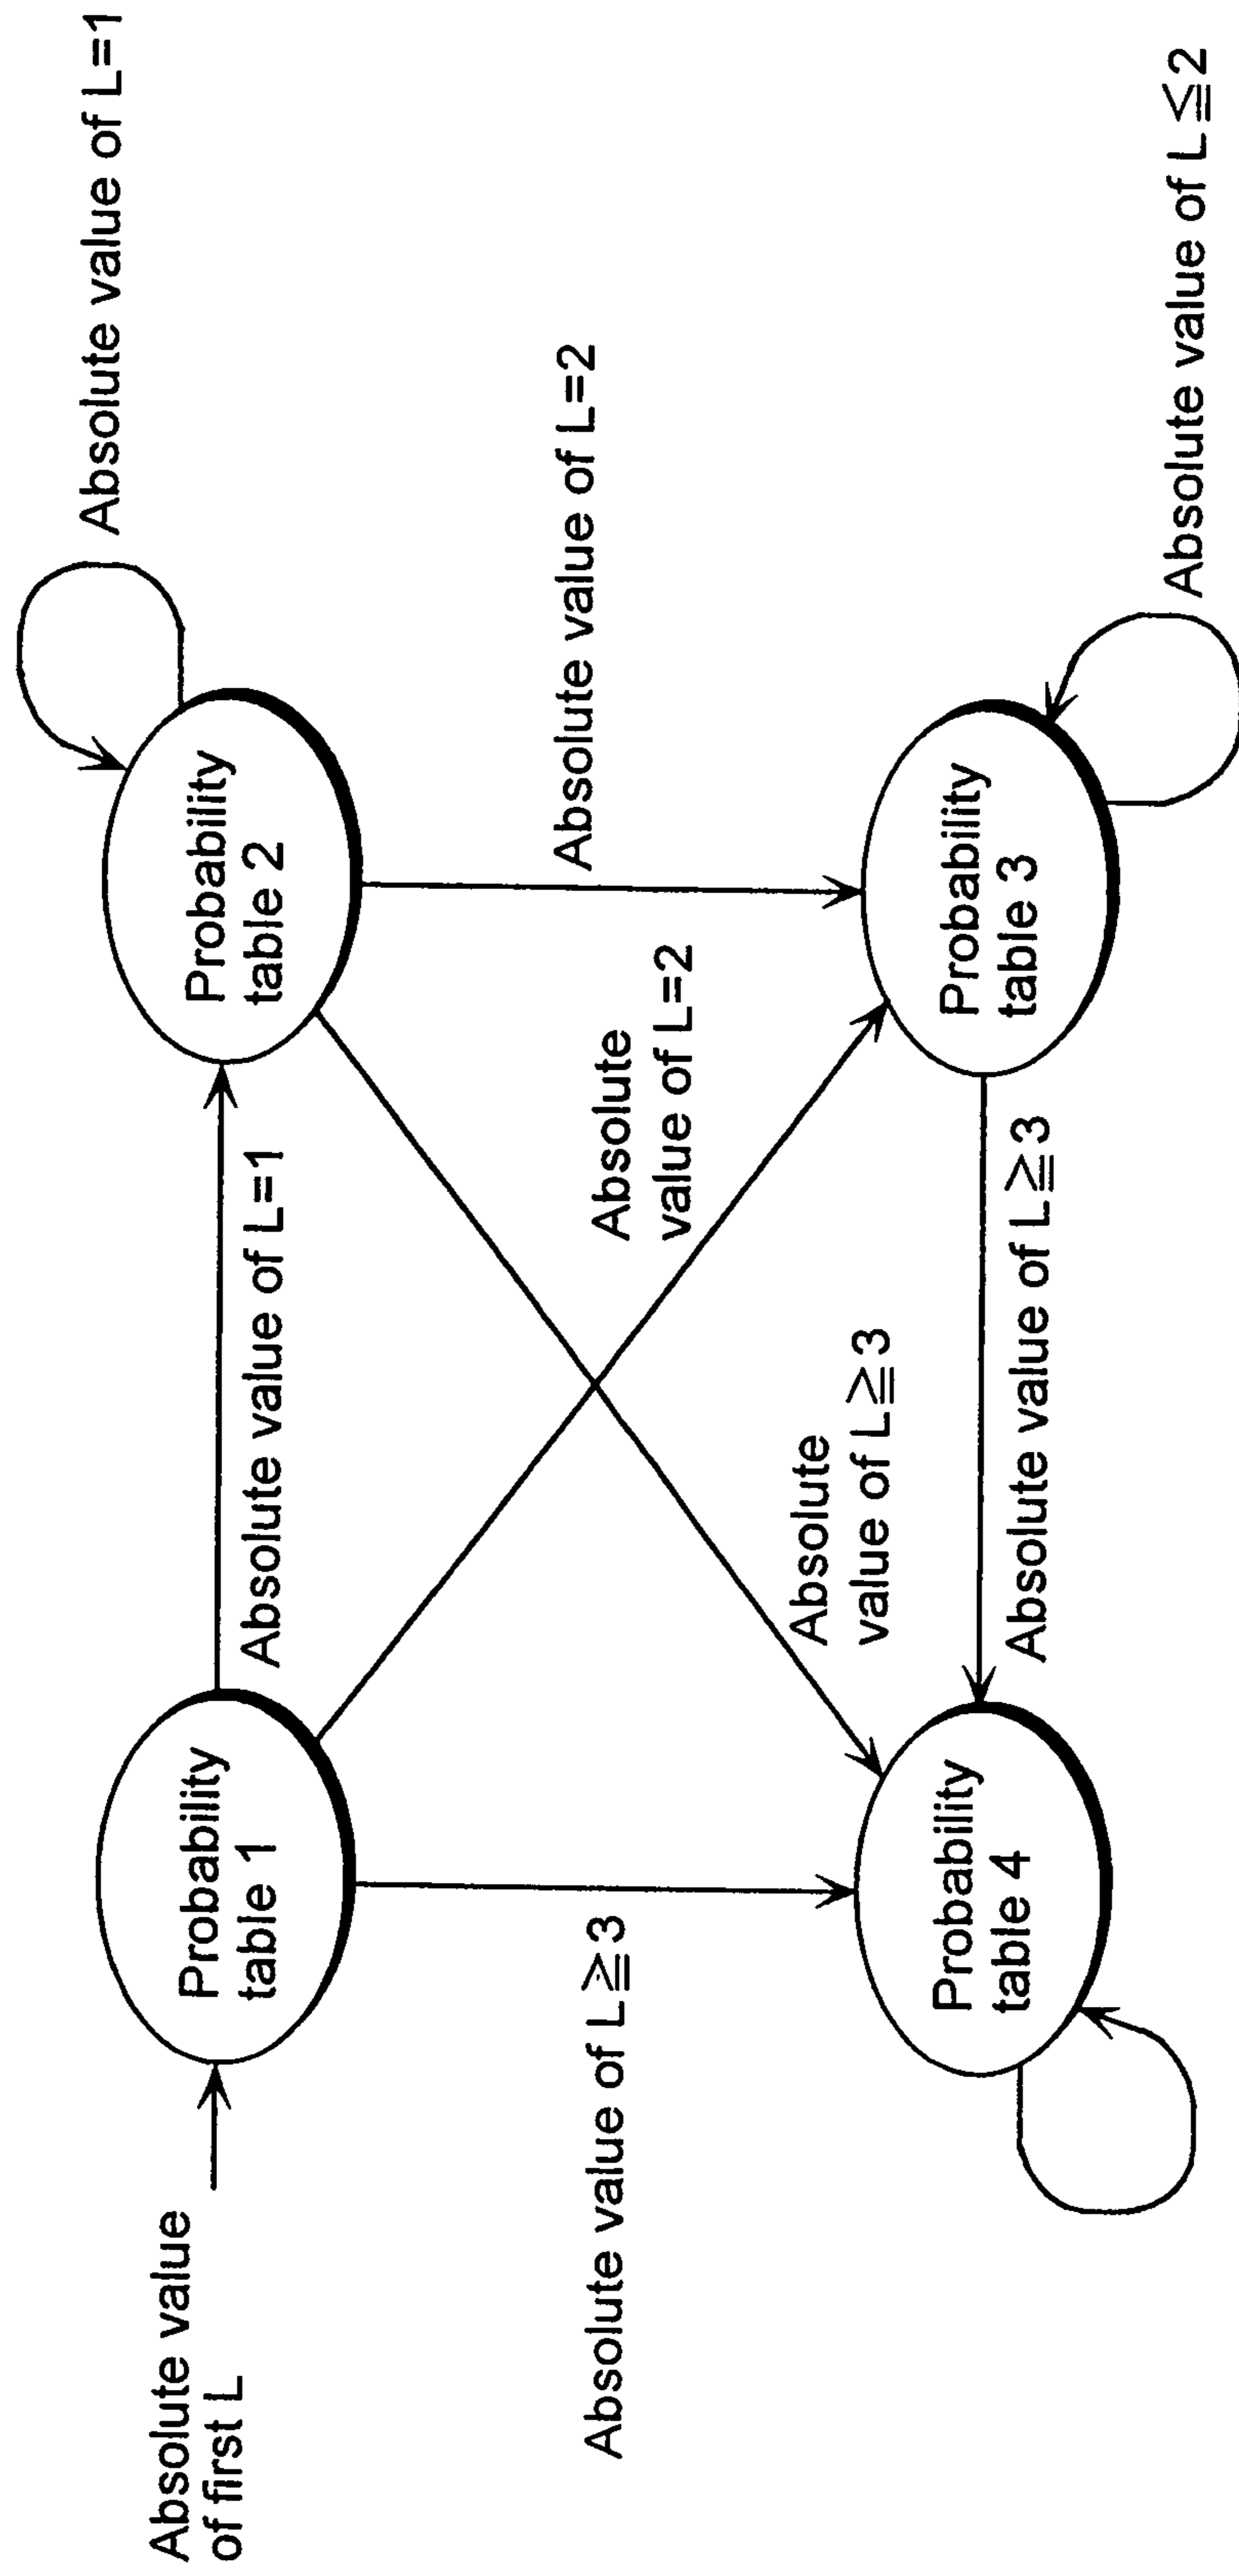 Absolute value
of first L
Probability
table 1
Absolute value of L=1
Probability
table 2
Absolute value of L=1
Absolute value of L≧3
Absolute
value of L=2
Absolute value of L=2
Absolute
value of L≧3
Probability
table 4
Absolute value of L≧3
Probability
table 3
Absolute value of L≦2